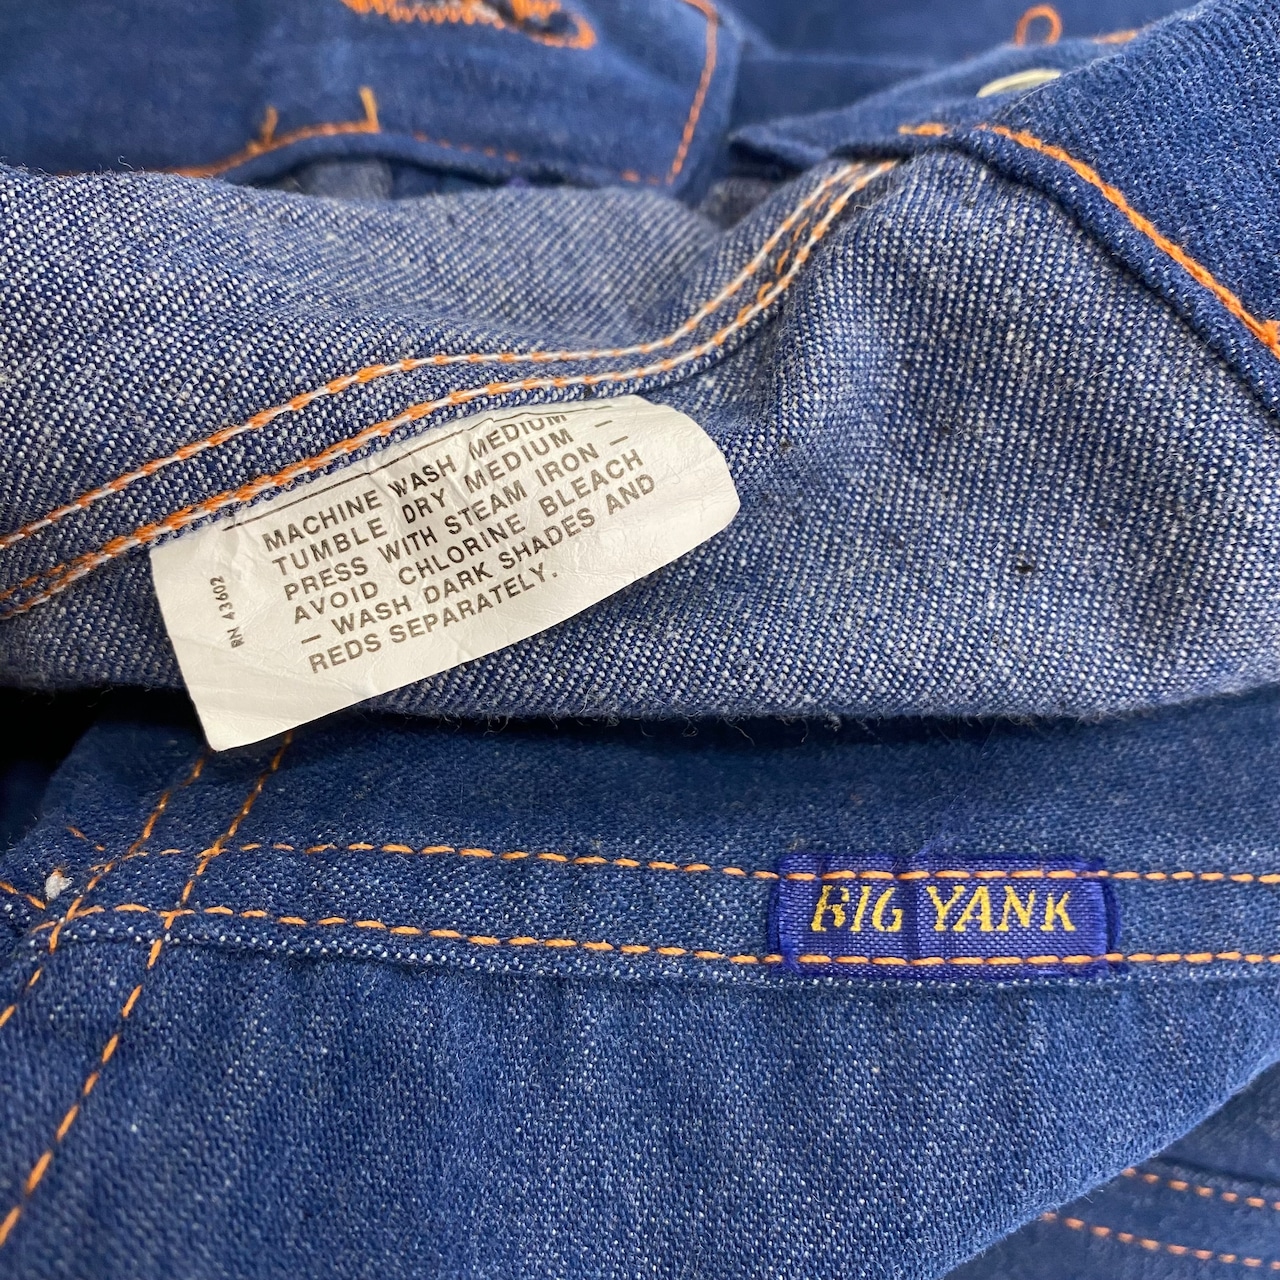 MACHINE WASH MEDIUM
TUMBLE DRY MEDIUM –
PRESS WITH STEAM IRON –
AVOID CHLORINE BLEACH
– WASH DARK SHADES AND
REDS SEPARATELY.
RN 43602
BIG YANK